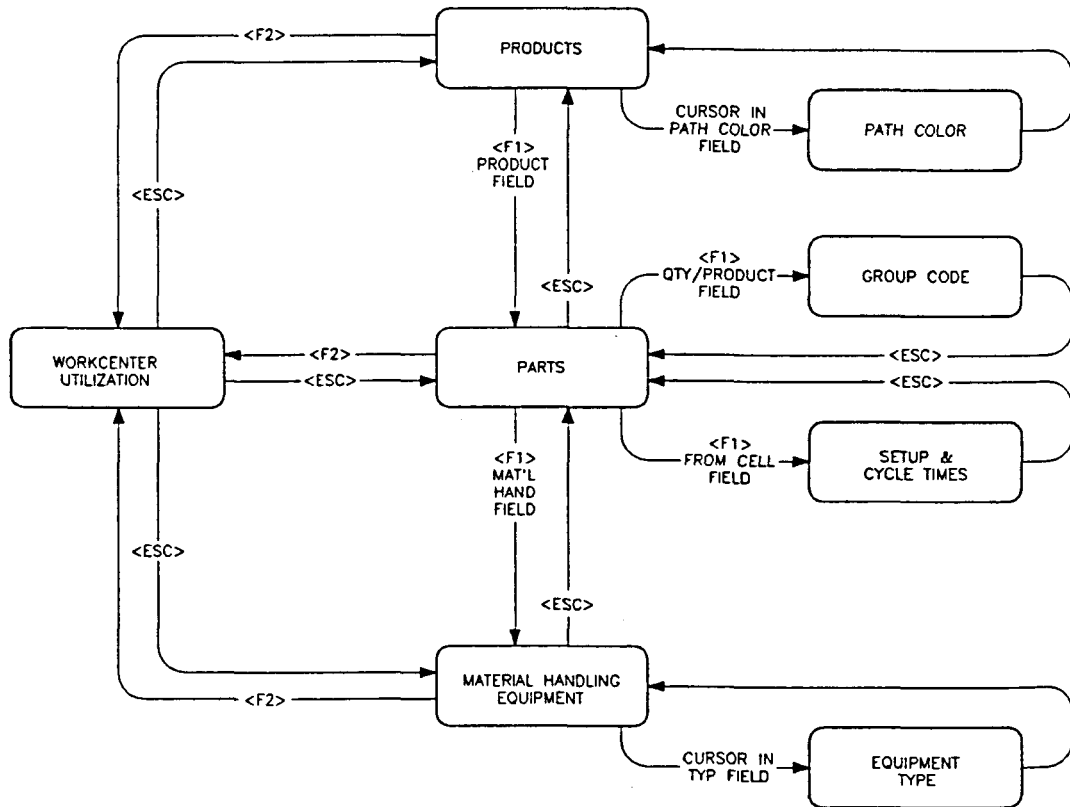 <F2>
PRODUCTS
CURSOR IN
PATH COLOR
FIELD
PATH COLOR
<F1>
PRODUCT
FIELD
<ESC>
<ESC>
<F1>
QTY/PRODUCT
FIELD
GROUP CODE
WORKCENTER
UTILIZATION
<F2>
<ESC>
PARTS
<ESC>
<ESC>
<F1>
FROM CELL
FIELD
SETUP &
CYCLE TIMES
<F1>
MAT'L
HAND
FIELD
<ESC>
<ESC>
MATERIAL HANDLING
EQUIPMENT
<F2>
CURSOR IN
TYP FIELD
EQUIPMENT
TYPE